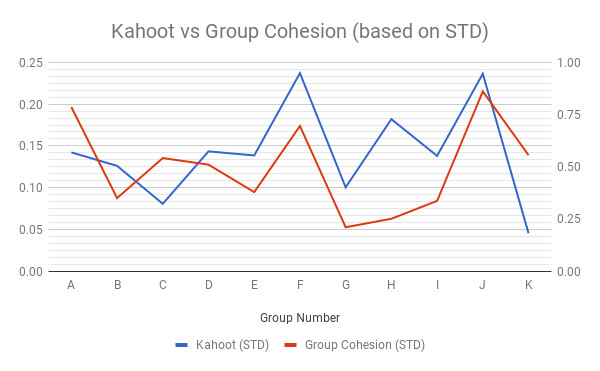 Kahoot vs Group Cohesion (based on STD)
0.25 1.00
0.20 0.75
0.15 0.50
0.10 0.25
0.05 0.00
0.00
A B C D E F G H I J K
Group Number
Kahoot (STD) Group Cohesion (STD)